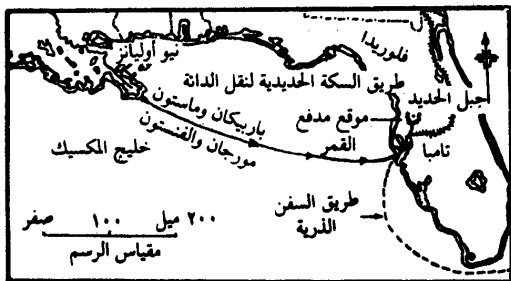 فلوريدا
نيو أورليانز
طريق السكة الحديدية لنقل الدانة
جبل الحديد
باربيكان وماستون
مورجان والفنستون
موقع مدفع
القمر
تامبا
خليج المكسيك
طريق السفن
الذرية
صفر ١٠٠ ٢٠٠ ميل
مقياس الرسم